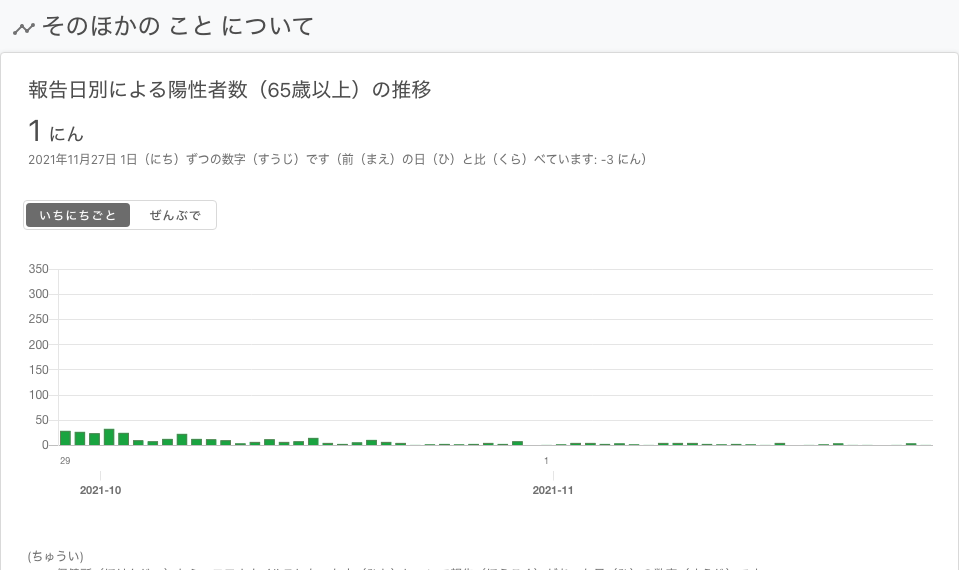 そのほかの こと について
報告日別による陽性者数（65歳以上）の推移
1 にん
2021年11月27日 1日（にち）ずつの数字（すうじ）です（前（まえ）の日（ひ）と比（くら）べています: -3 にん）
いちにちごと ぜんぶで
350
300
250
200
150
100
50
0
29 1
2021-10 2021-11
(ちゅうい)